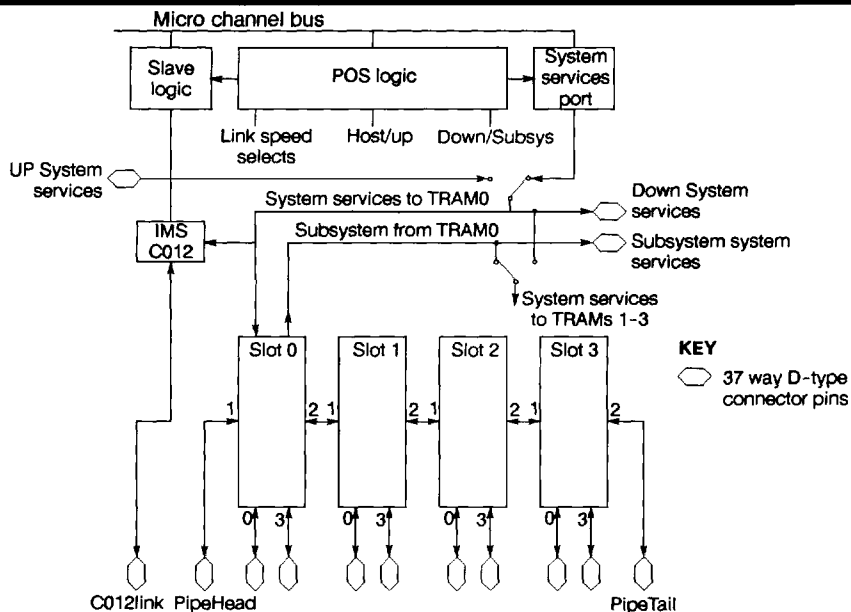 Micro channel bus
Slave
logic
POS logic
System
services
port
Link speed
selects
Host/up
Down/Subsys
UP System
services
System services to TRAM0
Down System
services
IMS
C012
Subsystem from TRAM0
Subsystem system
services
System services
to TRAMs 1-3
Slot 0
Slot 1
Slot 2
Slot 3
KEY
37 way D-type
connector pins
1
2
1
2
1
2
1
2
0
3
0
3
0
3
0
3
C012link
PipeHead
PipeTail